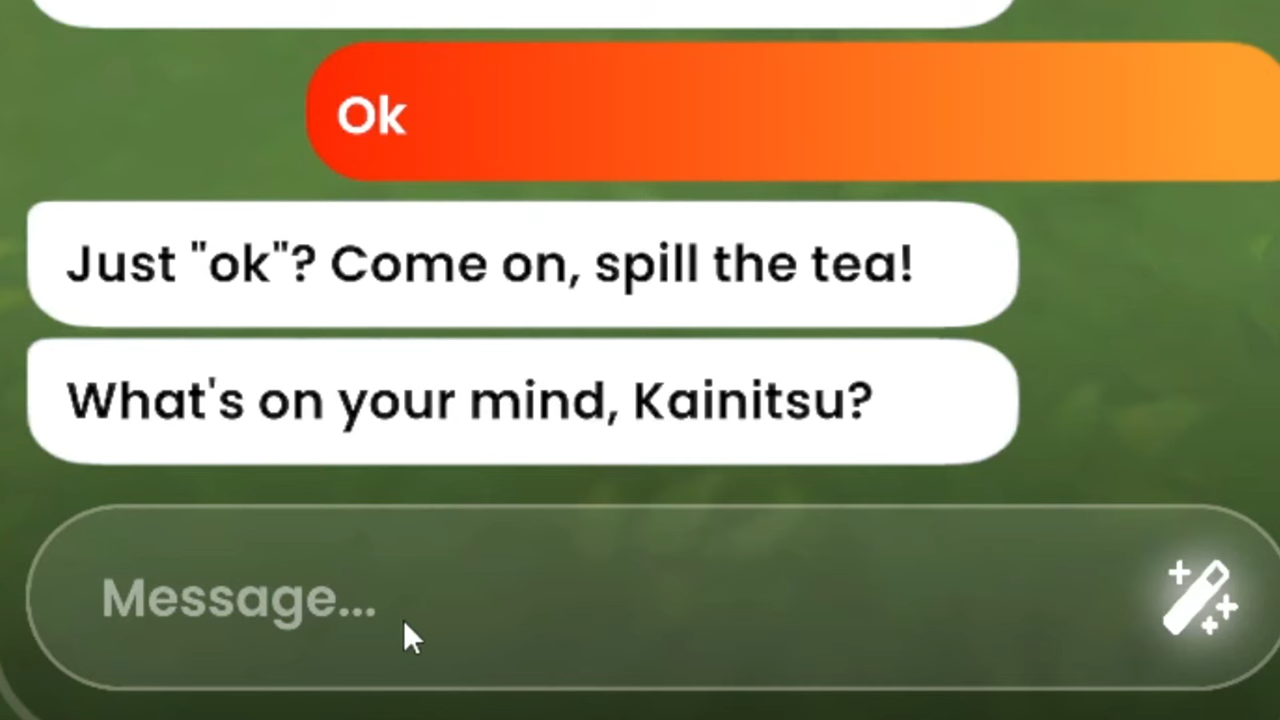 Ok
Just "ok"? Come on, spill the tea!
What's on your mind, Kainitsu?
Message...